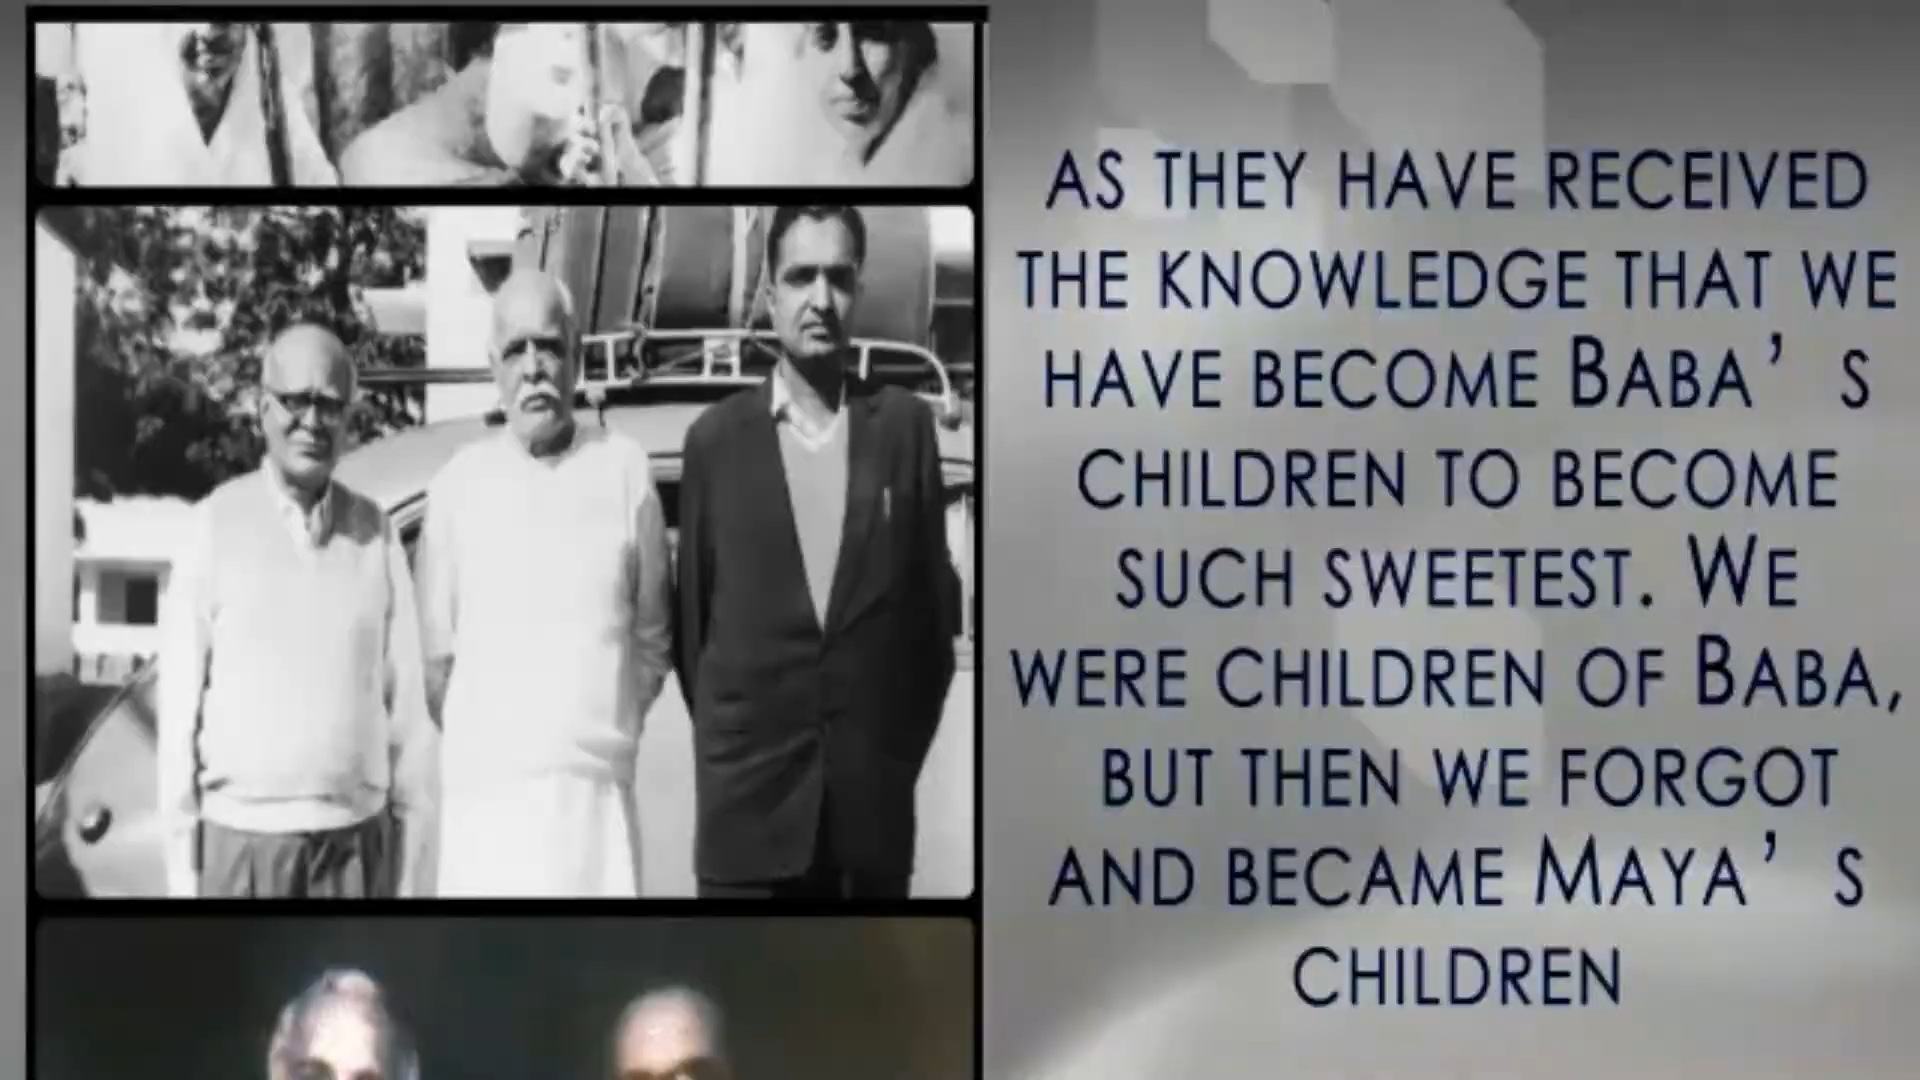 AS THEY HAVE RECEIVED
THE KNOWLEDGE THAT WE
HAVE BECOME BABA’ S
CHILDREN TO BECOME
SUCH SWEETEST. WE
WERE CHILDREN OF BABA,
BUT THEN WE FORGOT
AND BECAME MAYA’ S
CHILDREN